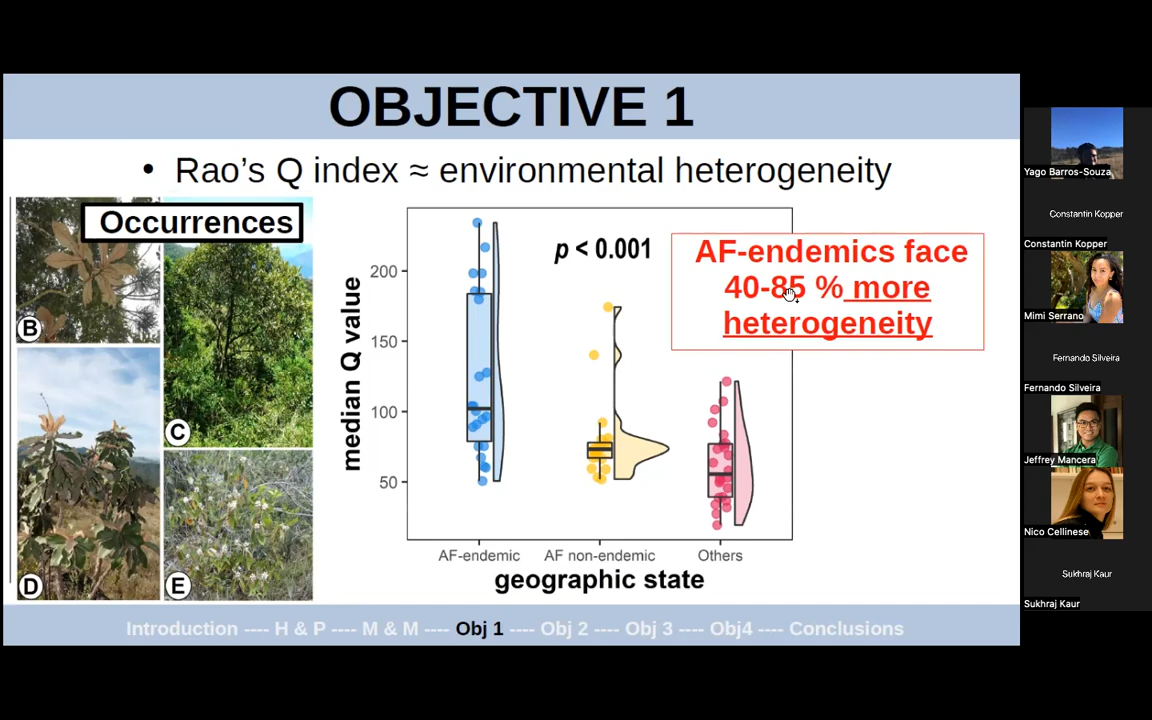 OBJECTIVE 1
• Rao's Q index ≈ environmental heterogeneity
Occurrences
B
C
D
E
median Q value
200
150
100
50
p < 0.001
AF-endemics face
40-85 % more
heterogeneity
AF-endemic
AF non-endemic
Others
geographic state
Introduction ---- H & P ---- M & M ---- Obj 1 ---- Obj 2 ---- Obj 3 ---- Obj4 ---- Conclusions
Yago Barros-Souza
Constantin Kopper
Constantin Kopper
Mimi Serrano
Fernando Silveira
Fernando Silveira
Jeffrey Mancera
Nico Cellinese
Sukhraj Kaur
Sukhraj Kaur